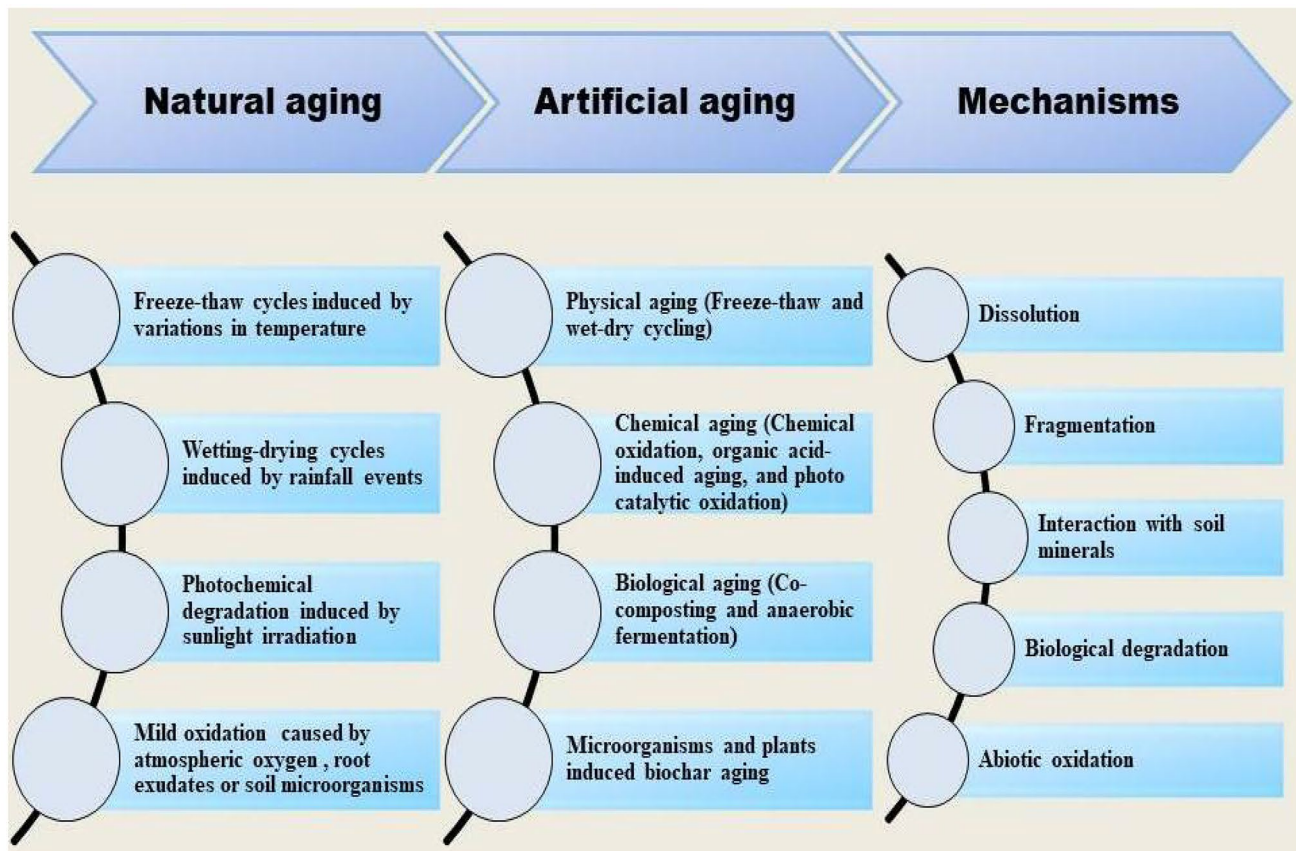 Natural aging
Artificial aging
Mechanisms
Freeze-thaw cycles induced by
variations in temperature
Wetting-drying cycles
induced by rainfall events
Photochemical
degradation induced by
sunlight irradiation
Mild oxidation caused by
atmospheric oxygen , root
exudates or soil microorganisms
Physical aging (Freeze-thaw and
wet-dry cycling)
Chemical aging (Chemical
oxidation, organic acid-
induced aging, and photo
catalytic oxidation)
Biological aging (Co-
composting and anaerobic
fermentation)
Microorganisms and plants
induced biochar aging
Dissolution
Fragmentation
Interaction with soil
minerals
Biological degradation
Abiotic oxidation